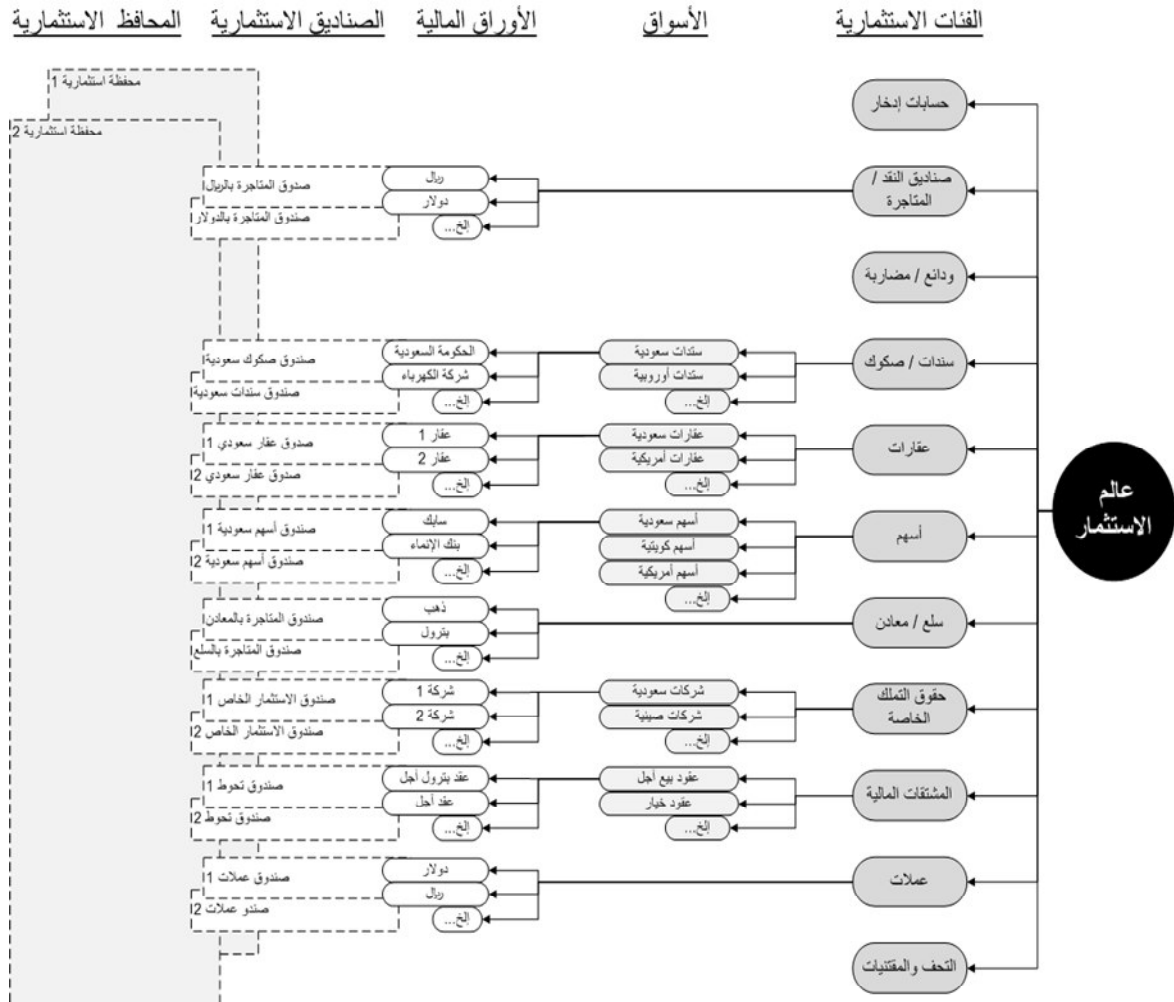 الفئات الاستثمارية
الأسواق
الأوراق المالية
الصناديق الاستثمارية
المحافظ الاستثمارية
عالم
الاستثمار
حسابات إدخار
صناديق النقد /
المتاجرة
ودائع / مضاربة
سندات / صكوك
عقارات
أسهم
سلع / معادن
حقوق التملك
الخاصة
المشتقات المالية
عملات
التحف والمقتنيات
سندات سعودية
سندات أوروبية
إلخ...
عقارات سعودية
عقارات أمريكية
إلخ...
أسهم سعودية
أسهم كويتية
أسهم أمريكية
إلخ...
شركات سعودية
شركات صينية
إلخ...
عقود بيع أجل
عقود خيار
إلخ...
ريال
دولار
إلخ...
الحكومة السعودية
شركة الكهرباء
إلخ...
عقار 1
عقار 2
إلخ...
سابك
بنك الإنماء
إلخ...
ذهب
بترول
إلخ...
شركة 1
شركة 2
إلخ...
عقد بترول أجل
عقد أجل
إلخ...
دولار
ريال
إلخ...
صندوق المتاجرة بالريال
صندوق المتاجرة بالدولار
صندوق صكوك سعودية
صندوق سندات سعودية
صدوق عقار سعودي 1
صدوق عقار سعودي 2
صندوق أسهم سعودية 1
صندوق أسهم سعودية 2
صندوق المتاجرة بالمعادن
صندوق المتاجرة بالسلع
صندوق الاستثمار الخاص 1
صندوق الاستثمار الخاص 2
صندوق تحوط 1
صندوق تحوط 2
صندوق عملات 1
صندو عملات 2
محفظة استثمارية 1
محفظة استثمارية 2